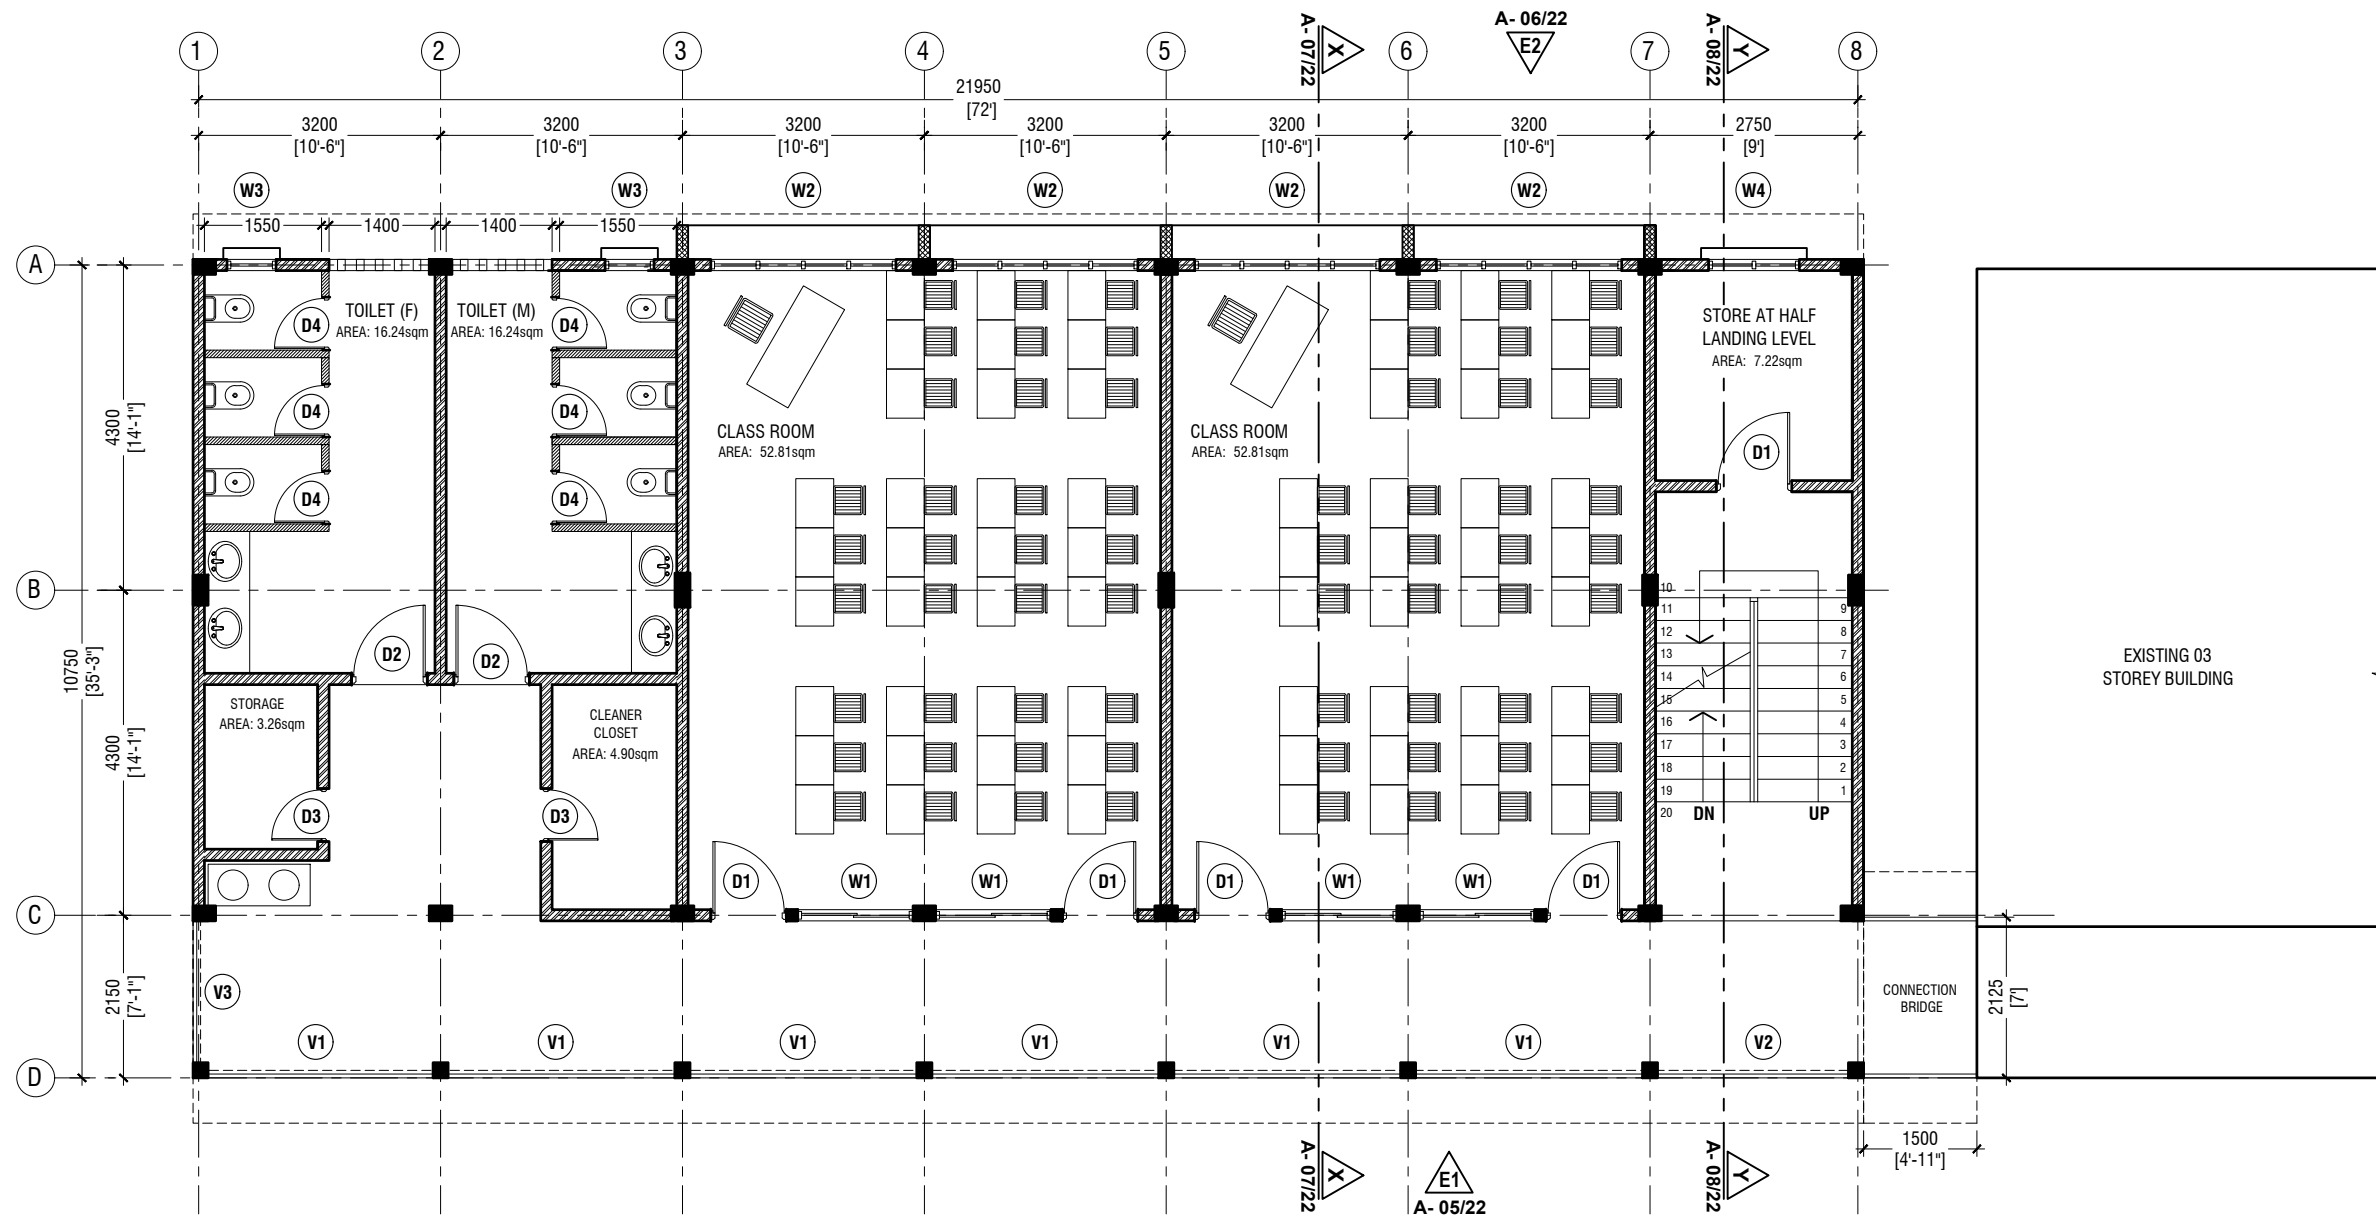 A- 06/22
E2
A- 07/22
X
A- 08/22
Y
1
2
3
4
5
6
7
8
21950
[72']
3200
[10'-6"]
3200
[10'-6"]
3200
[10'-6"]
3200
[10'-6"]
3200
[10'-6"]
3200
[10'-6"]
2750
[9']
W3
W3
W2
W2
W2
W2
W4
1550
1400
1400
1550
A
B
C
D
10750
[35'-3"]
4300
[14'-1"]
4300
[14'-1"]
2150
[7'-1"]
TOILET (F)
AREA: 16.24sqm
TOILET (M)
AREA: 16.24sqm
D4
D4
D4
D4
D4
D4
D2
D2
STORAGE
AREA: 3.26sqm
CLEANER
CLOSET
AREA: 4.90sqm
D3
D3
CLASS ROOM
AREA: 52.81sqm
CLASS ROOM
AREA: 52.81sqm
D1
W1
W1
D1
D1
W1
W1
D1
STORE AT HALF
LANDING LEVEL
AREA: 7.22sqm
D1
10
11
12
13
14
15
16
17
18
19
20
9
8
7
6
5
4
3
2
1
DN
UP
EXISTING 03
STOREY BUILDING
CONNECTION
BRIDGE
2125
[7']
V3
V1
V1
V1
V1
V1
V1
V2
1500
[4'-11"]
A- 07/22
X
E1
A- 05/22
A- 08/22
Y